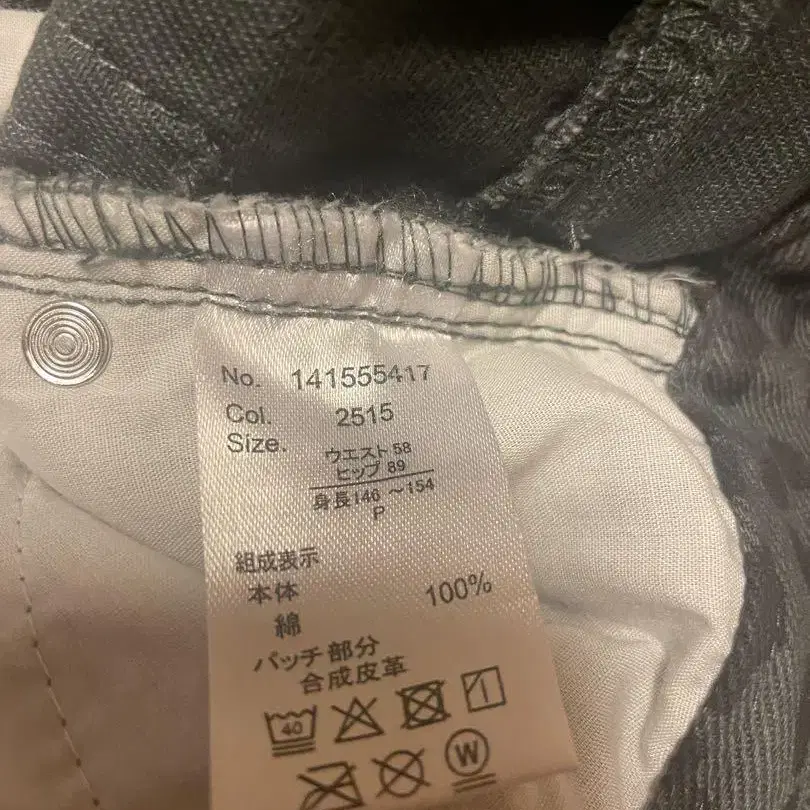 No. 141555417
Col. 2515
Size. ウエスト 58
ヒップ 89
身長146 ～154
P
組成表示
本体
綿 100%
パッチ部分
合成皮革
40
W